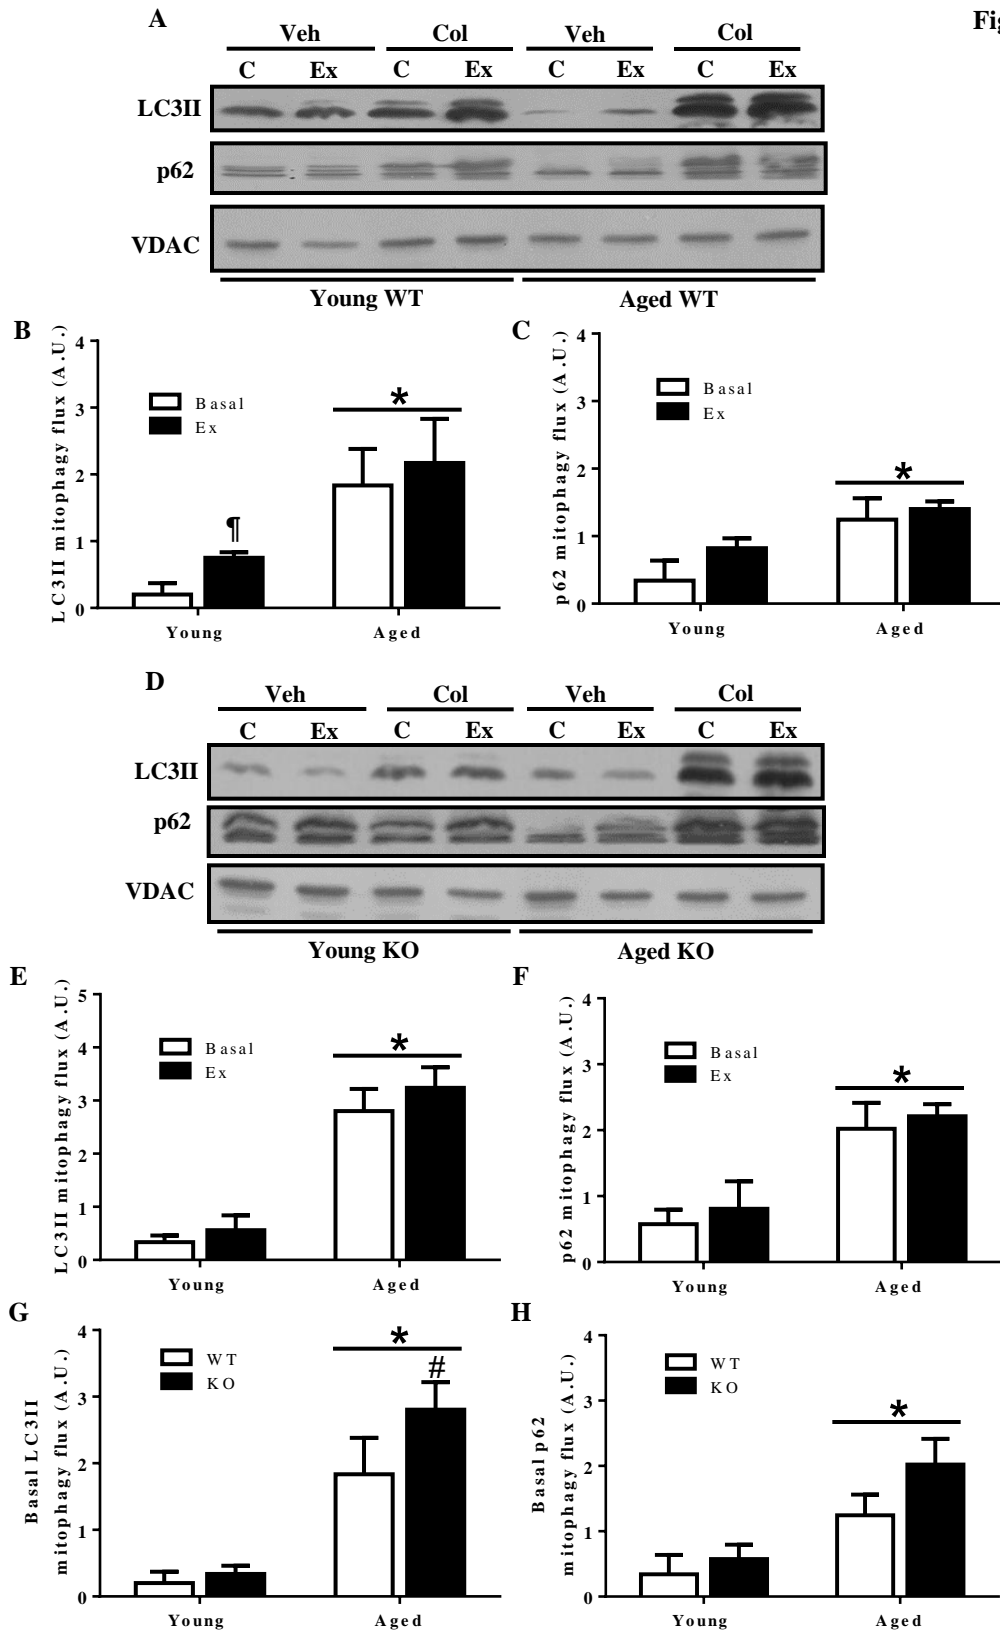 Fig
A
Veh Col Veh Col
C Ex C Ex C Ex C Ex
LC3II
p62
VDAC
Young WT Aged WT
B
LC3II mitophagy flux (A.U.)
4
3
2
1
0
Basal
Ex
¶
*
Young Aged
C
p62 mitophagy flux (A.U.)
4
3
2
1
0
Basal
Ex
*
Young Aged
D
Veh Col Veh Col
C Ex C Ex C Ex C Ex
LC3II
p62
VDAC
Young KO Aged KO
E
LC3II mitophagy flux (A.U.)
5
4
3
2
1
0
Basal
Ex
*
Young Aged
F
p62 mitophagy flux (A.U.)
4
3
2
1
0
Basal
Ex
*
Young Aged
G
Basal LC3II
mitophagy flux (A.U.)
4
3
2
1
0
WT
KO
*
#
Young Aged
H
Basal p62
mitophagy flux (A.U.)
4
3
2
1
0
WT
KO
*
Young Aged